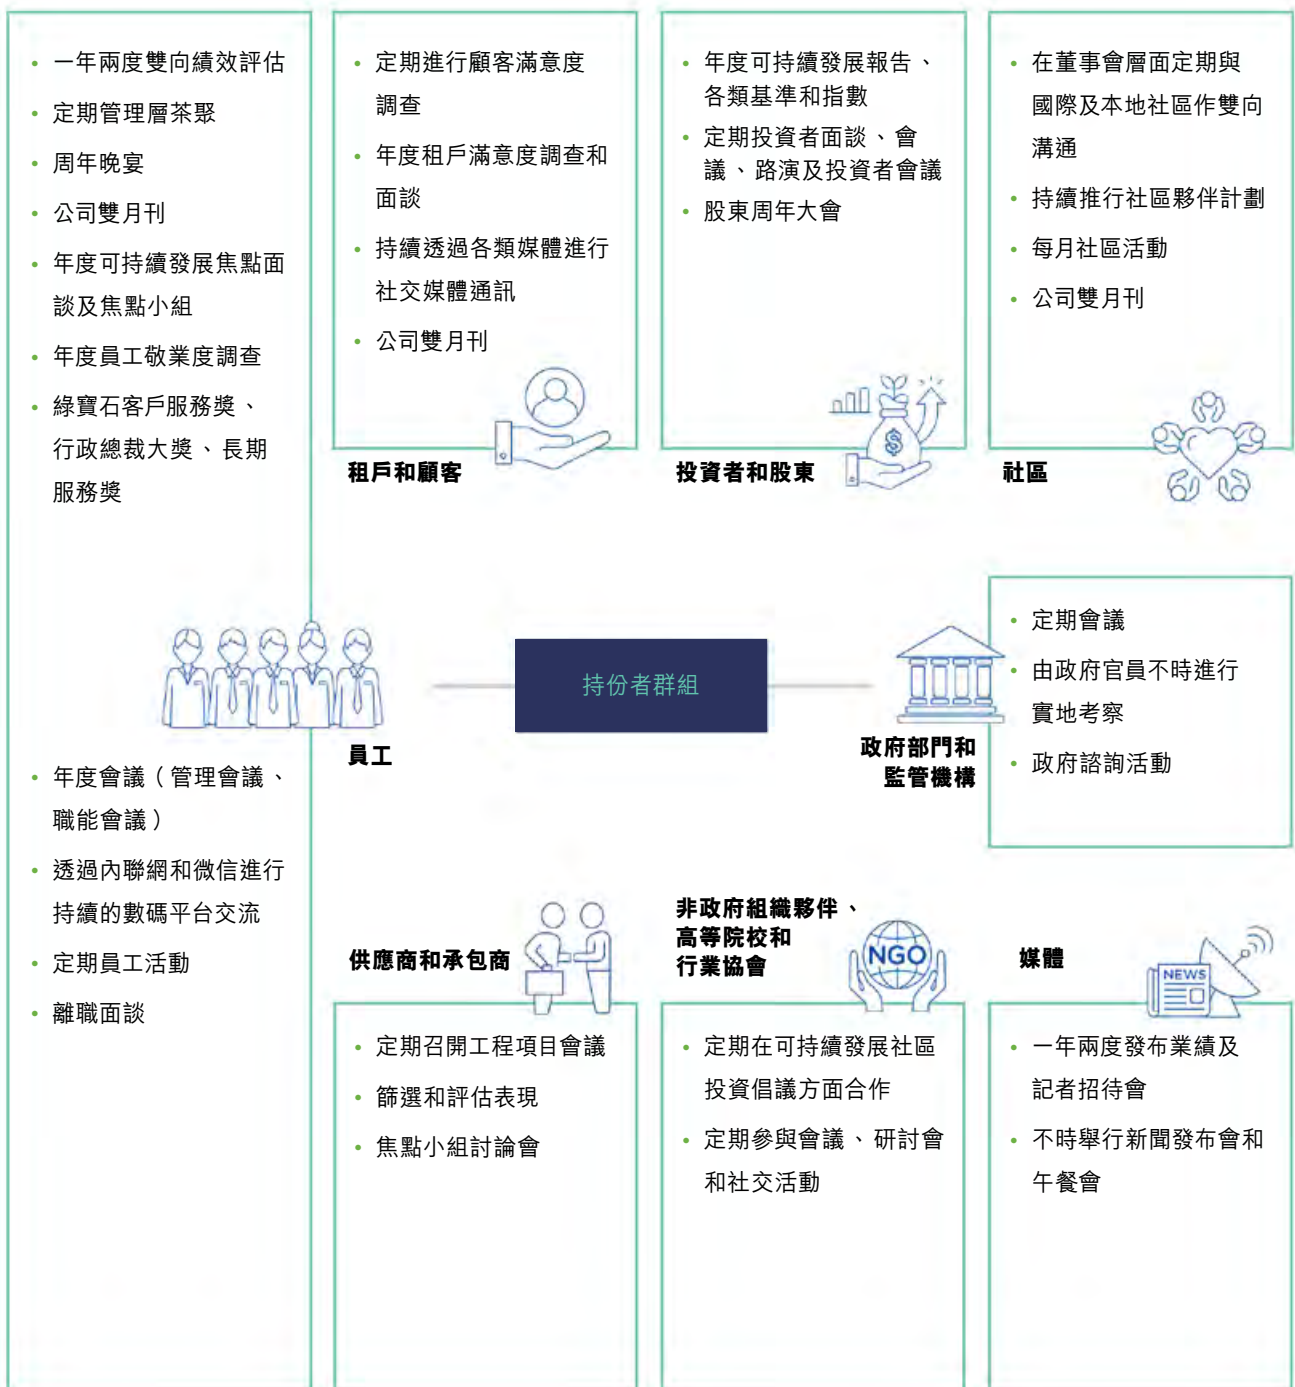 • 一年兩度雙向績效評估
• 定期管理層茶聚
• 周年晚宴
• 公司雙月刊
• 年度可持續發展焦點面
談及焦點小組
• 年度員工敬業度調查
• 綠寶石客戶服務獎、
行政總裁大獎、長期
服務獎
員工
• 年度會議（管理會議、
職能會議）
• 透過內聯網和微信進行
持續的數碼平台交流
• 定期員工活動
• 離職面談
• 定期進行顧客滿意度
調查
• 年度租戶滿意度調查和
面談
• 持續透過各類媒體進行
社交媒體通訊
• 公司雙月刊
租戶和顧客
• 年度可持續發展報告、
各類基準和指數
• 定期投資者面談、會
議、路演及投資者會議
• 股東周年大會
投資者和股東
• 在董事會層面定期與
國際及本地社區作雙向
溝通
• 持續推行社區夥伴計劃
• 每月社區活動
• 公司雙月刊
社區
持份者群組
政府部門和
監管機構
• 定期會議
• 由政府官員不時進行
實地考察
• 政府諮詢活動
供應商和承包商
• 定期召開工程項目會議
• 篩選和評估表現
• 焦點小組討論會
非政府組織夥伴、
高等院校和
行業協會
NGO
• 定期在可持續發展社區
投資倡議方面合作
• 定期參與會議、研討會
和社交活動
媒體
NEWS
• 一年兩度發布業績及
記者招待會
• 不時舉行新聞發布會和
午餐會